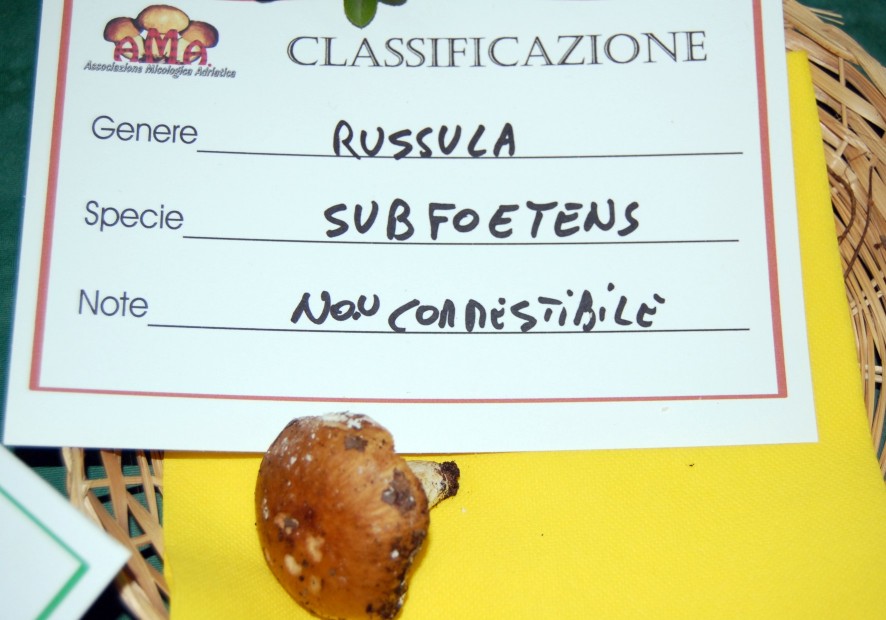 AMA
Associazione Micologica Adriatica
CLASSIFICAZIONE
Genere RUSSULA
Specie SUBFOETENS
Note NON COMMESTIBILE